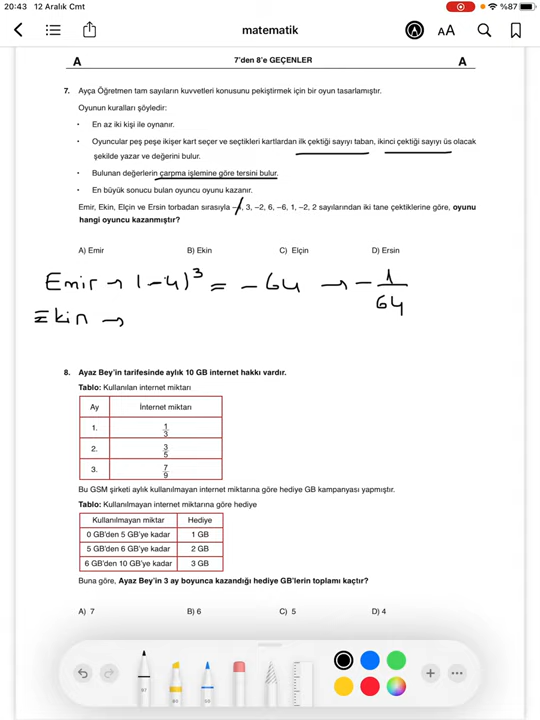 20:43 12 Aralık Cmt %87
matematik
AA
A 7'den 8'e GEÇENLER A
7. Ayça Öğretmen tam sayıların kuvvetleri konusunu pekiştirmek için bir oyun tasarlamıştır.
Oyunun kuralları şöyledir:
• En az iki kişi ile oynanır.
• Oyuncular peş peşe ikişer kart seçer ve seçtikleri kartlardan ilk çektiği sayıyı taban, ikinci çektiği sayıyı üs olacak
şekilde yazar ve değerini bulur.
• Bulunan değerlerin çarpma işlemine göre tersini bulur.
• En büyük sonucu bulan oyuncu oyunu kazanır.
Emir, Ekin, Elçin ve Ersin torbadan sırasıyla –4, 3, –2, 6, –6, 1, –2, 2 sayılarından iki tane çektiklerine göre, oyunu
hangi oyuncu kazanmıştır?
A) Emir B) Ekin C) Elçin D) Ersin
Emir → (-4)³ = -64 → -1/64
Ekin →
8. Ayaz Bey'in tarifesinde aylık 10 GB internet hakkı vardır.
Tablo: Kullanılan internet miktarı
Ay İnternet miktarı
1. 1/3
2. 3/5
3. 7/9
Bu GSM şirketi aylık kullanılmayan internet miktarına göre hediye GB kampanyası yapmıştır.
Tablo: Kullanılmayan internet miktarına göre hediye
Kullanılmayan miktar Hediye
0 GB'den 5 GB'ye kadar 1 GB
5 GB'den 6 GB'ye kadar 2 GB
6 GB'den 10 GB'ye kadar 3 GB
Buna göre, Ayaz Bey'in 3 ay boyunca kazandığı hediye GB'lerin toplamı kaçtır?
A) 7 B) 6 C) 5 D) 4